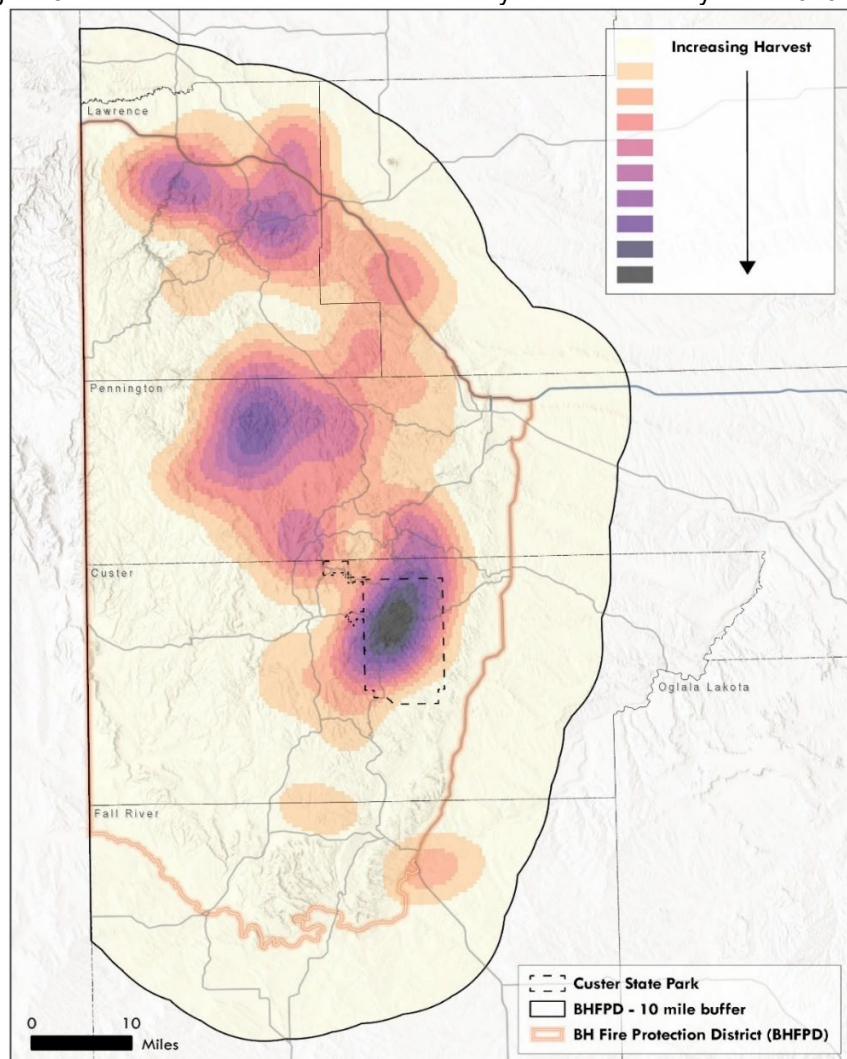 Increasing Harvest
Lawrence
Pennington
Custer
Oglala Lakota
Fall River
Custer State Park
BHFPD - 10 mile buffer
BH Fire Protection District (BHFPD)
0 10
Miles